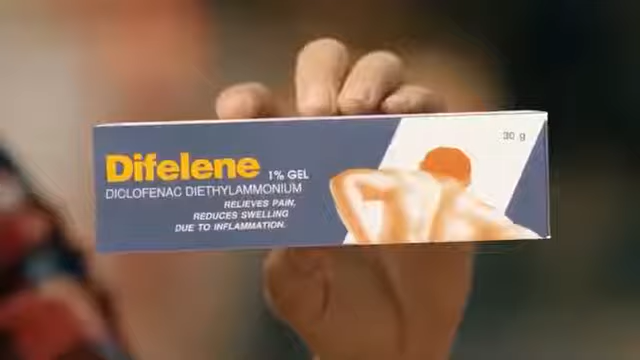 30 g
Difelene 1% GEL
DICLOFENAC DIETHYLAMMONIUM
RELIEVES PAIN,
REDUCES SWELLING
DUE TO INFLAMMATION.